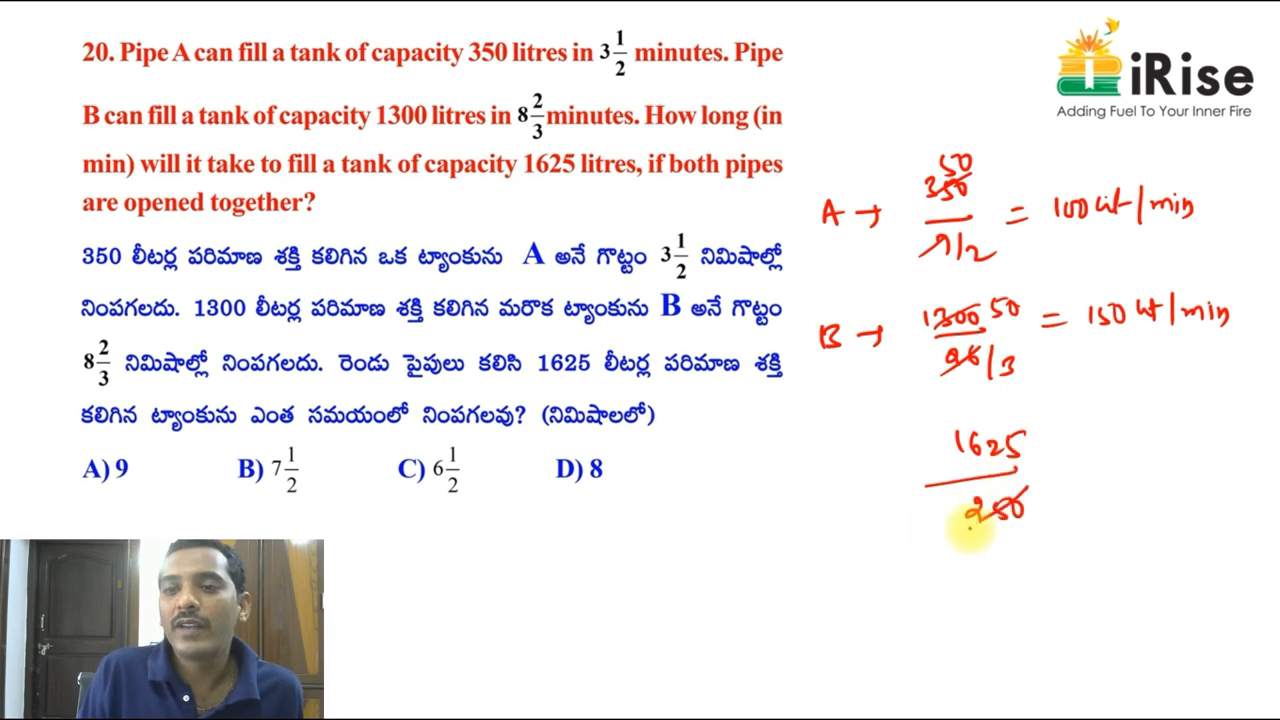 20. Pipe A can fill a tank of capacity 350 litres in 3 1/2 minutes. Pipe
B can fill a tank of capacity 1300 litres in 8 2/3 minutes. How long (in
min) will it take to fill a tank of capacity 1625 litres, if both pipes
are opened together?
350 లీటర్ల పరిమాణ శక్తి కలిగిన ఒక ట్యాంకును A అనే గొట్టం 3 1/2 నిమిషాల్లో
నింపగలదు. 1300 లీటర్ల పరిమాణ శక్తి కలిగిన మరొక ట్యాంకును B అనే గొట్టం
8 2/3 నిమిషాల్లో నింపగలదు. రెండు పైపులు కలిసి 1625 లీటర్ల పరిమాణ శక్తి
కలిగిన ట్యాంకును ఎంత సమయంలో నింపగలవు? (నిమిషాలలో)
A) 9 B) 7 1/2 C) 6 1/2 D) 8
iRise
Adding Fuel To Your Inner Fire
50
A → 350 / 7/2 = 100 lit/min
B → 1300 50 / 26/3 = 150 lit/min
1625
250